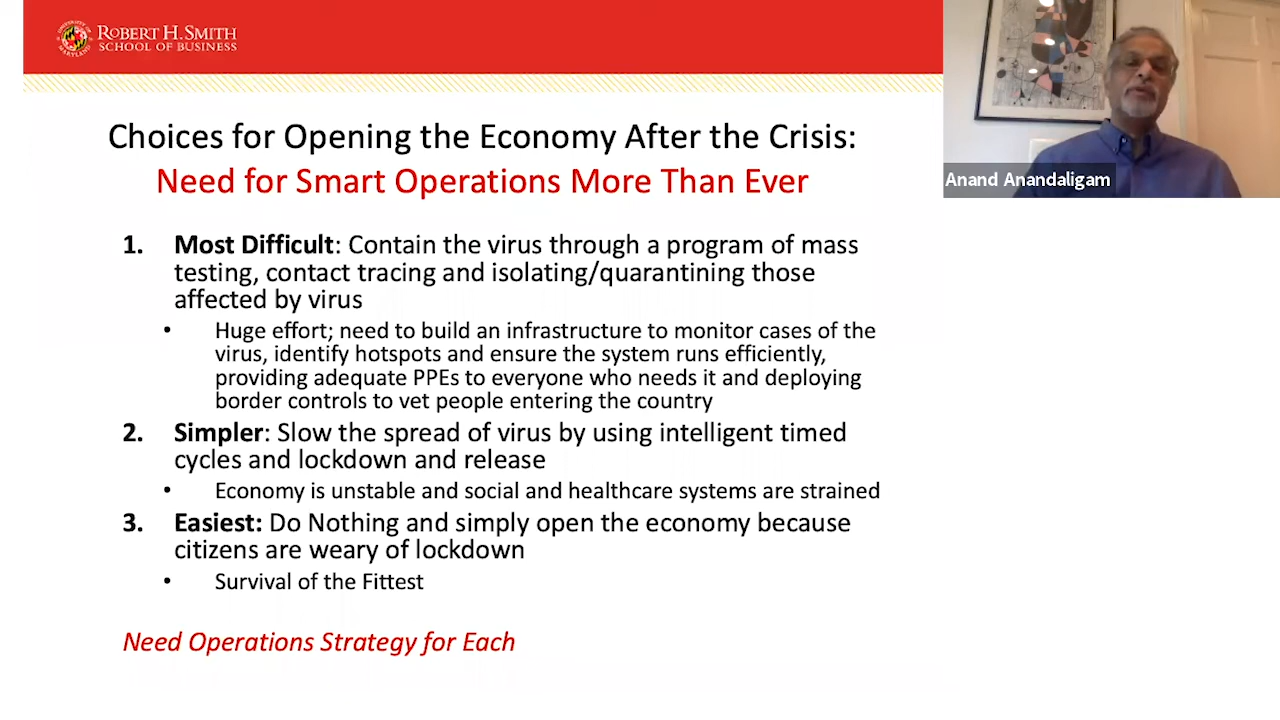 UNIVERSITY OF MARYLAND
ROBERT H. SMITH
SCHOOL OF BUSINESS
Choices for Opening the Economy After the Crisis:
Need for Smart Operations More Than Ever
1. Most Difficult: Contain the virus through a program of mass
testing, contact tracing and isolating/quarantining those
affected by virus
• Huge effort; need to build an infrastructure to monitor cases of the
virus, identify hotspots and ensure the system runs efficiently,
providing adequate PPEs to everyone who needs it and deploying
border controls to vet people entering the country
2. Simpler: Slow the spread of virus by using intelligent timed
cycles and lockdown and release
• Economy is unstable and social and healthcare systems are strained
3. Easiest: Do Nothing and simply open the economy because
citizens are weary of lockdown
• Survival of the Fittest
Need Operations Strategy for Each
Anand Anandaligam